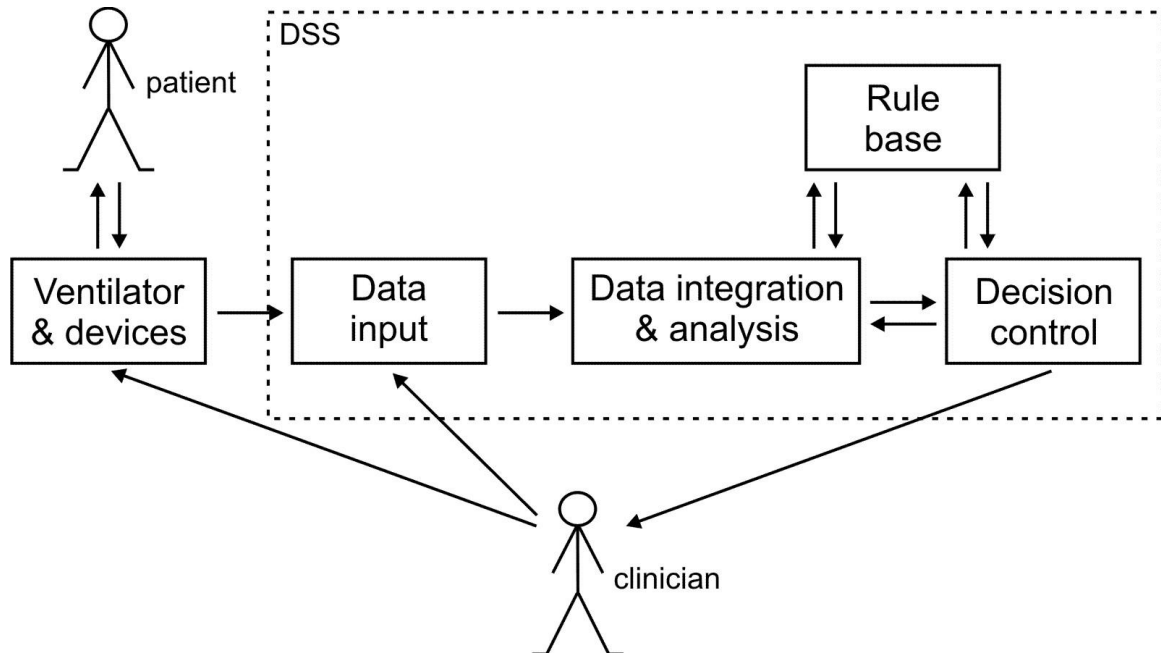 DSS
patient
Rule
base
Ventilator
& devices
Data
input
Data integration
& analysis
Decision
control
clinician